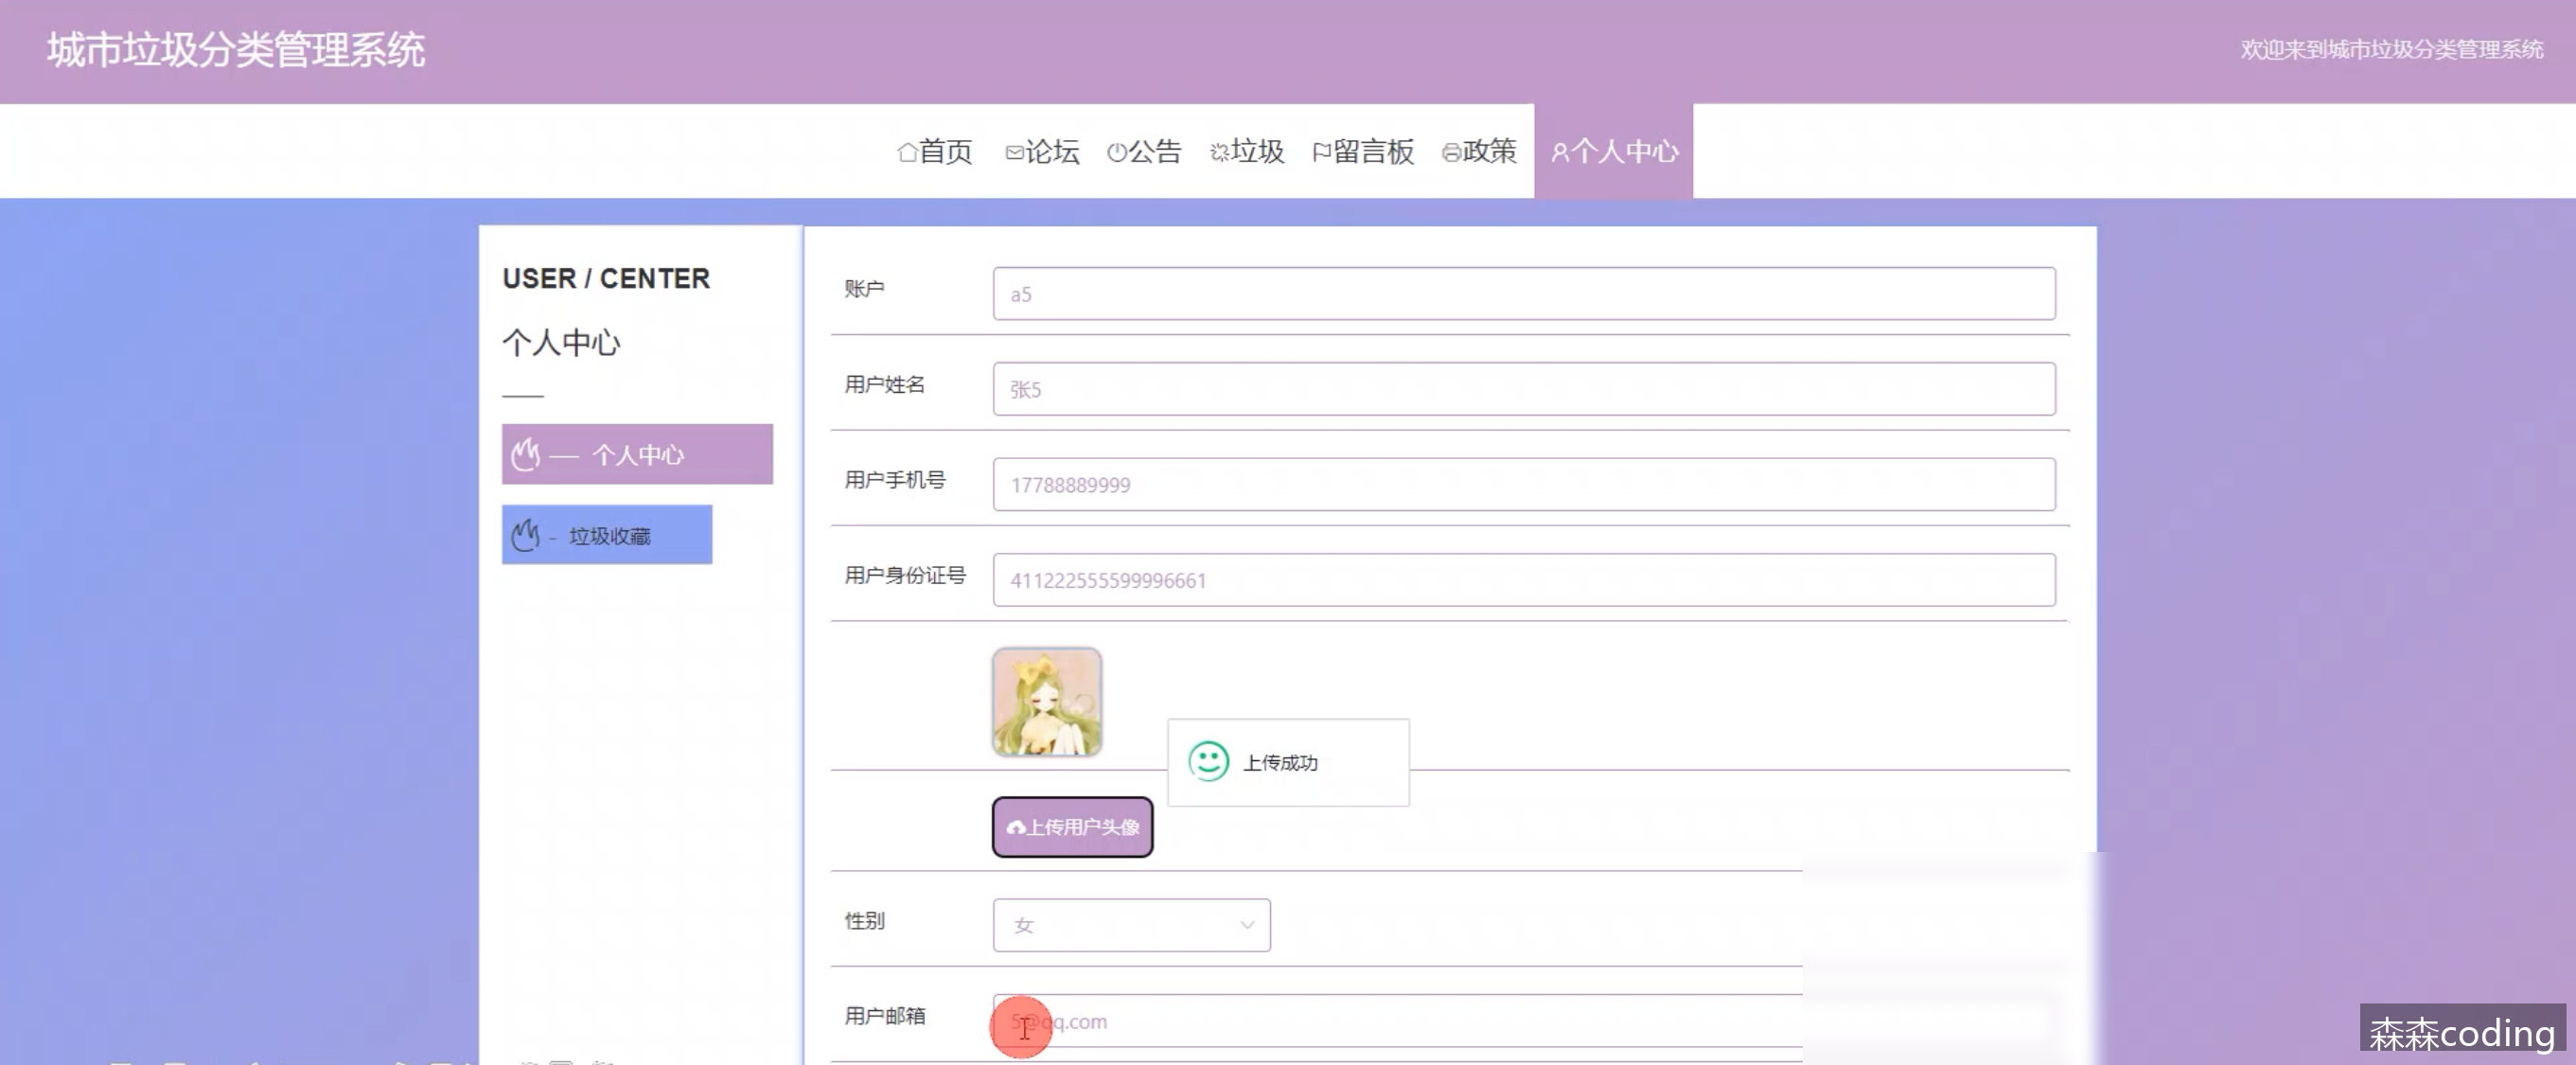 城市垃圾分类管理系统
欢迎来到城市垃圾分类管理系统
首页 论坛 公告 垃圾 留言板 政策 个人中心
USER / CENTER
个人中心
个人中心
垃圾收藏
账户 a5
用户姓名 张5
用户手机号 17788889999
用户身份证号 411222555599996661
上传成功
上传用户头像
性别 女
用户邮箱 5@qq.com
森森coding